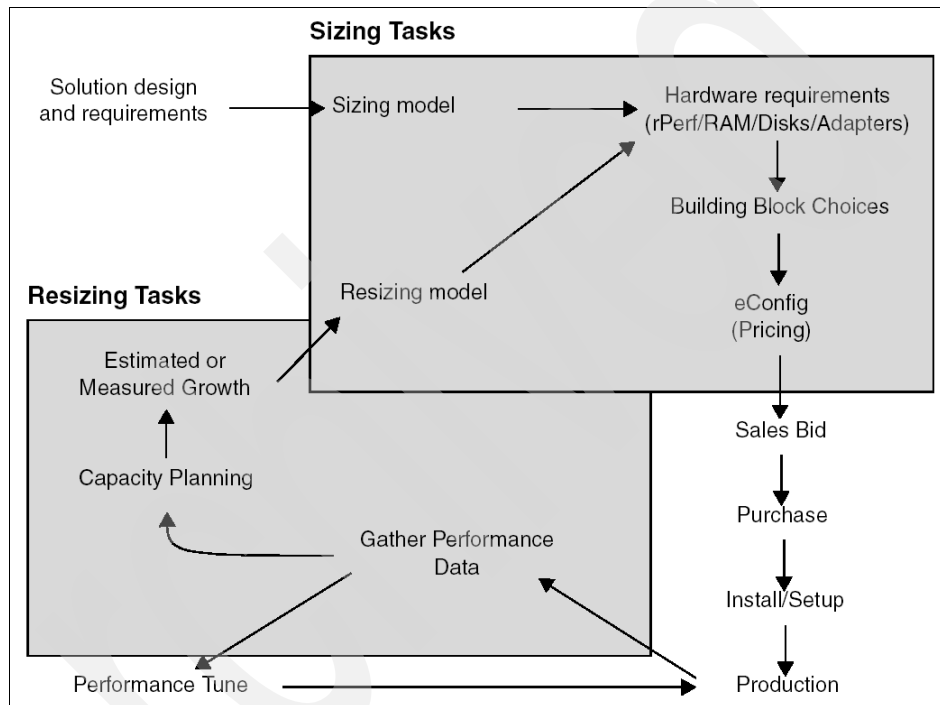 Sizing Tasks
Solution design
and requirements
Sizing model
Hardware requirements
(rPerf/RAM/Disks/Adapters)
Building Block Choices
Resizing model
eConfig
(Pricing)
Resizing Tasks
Estimated or
Measured Growth
Sales Bid
Capacity Planning
Purchase
Gather Performance
Data
Install/Setup
Performance Tune
Production